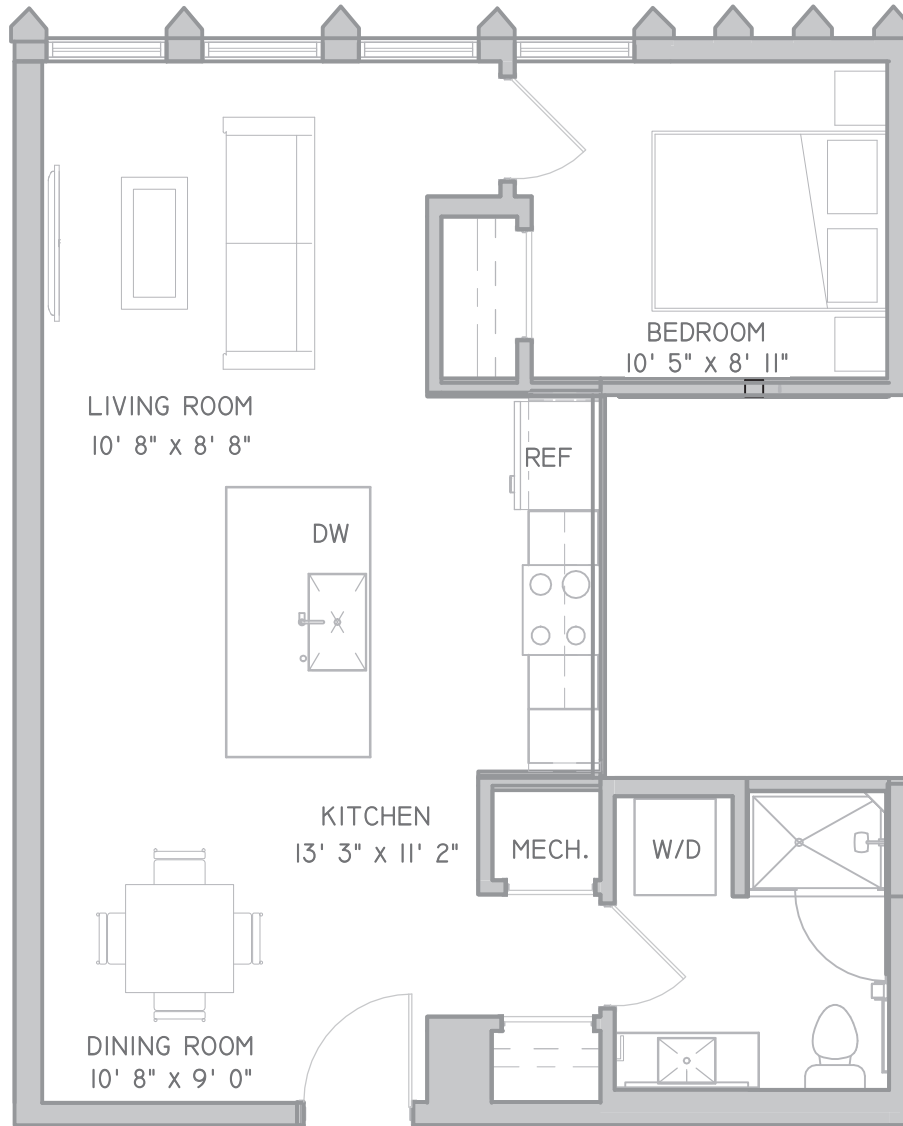 BEDROOM
10' 5" X 8' 11"
LIVING ROOM
10' 8" X 8' 8"
REF
DW
KITCHEN
13' 3" X 11' 2"
MECH.
W/D
DINING ROOM
10' 8" X 9' 0"